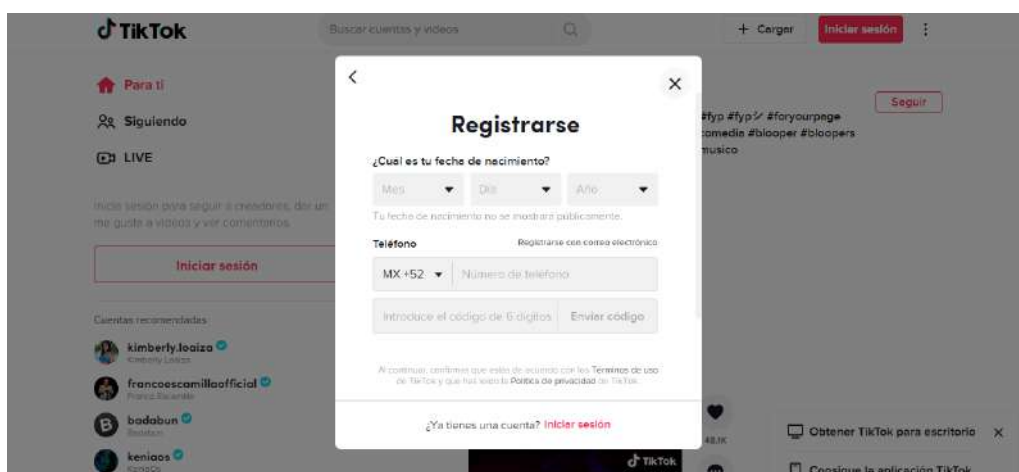 TikTok
Buscar cuentas y videos
Cargar
Iniciar sesión
Para ti
Siguiendo
LIVE
Inicia sesión para seguir a creadores, dar un
me gusta a videos y ver comentarios.
Iniciar sesión
Cuentas recomendadas
kimberly.loaiza
Kimberly Loaiza
francoescamillaofficial
Franco Escamilla
badabun
Badabun
keniaos
KeniaOs
Registrarse
¿Cuál es tu fecha de nacimiento?
Mes Día Año
Tu fecha de nacimiento no se mostrará públicamente.
Teléfono Registrarse con correo electrónico
MX +52 Número de teléfono
Introduce el código de 6 dígitos Enviar código
Al continuar, confirmas que estás de acuerdo con los Términos de uso
de TikTok y que has leído la Política de privacidad de TikTok.
¿Ya tienes una cuenta? Iniciar sesión
Seguir
#fyp #fypシ #foryourpage
comedia #blooper #bloopers
musico
48.1K
TikTok
Obtener TikTok para escritorio
Consigue la aplicación TikTok